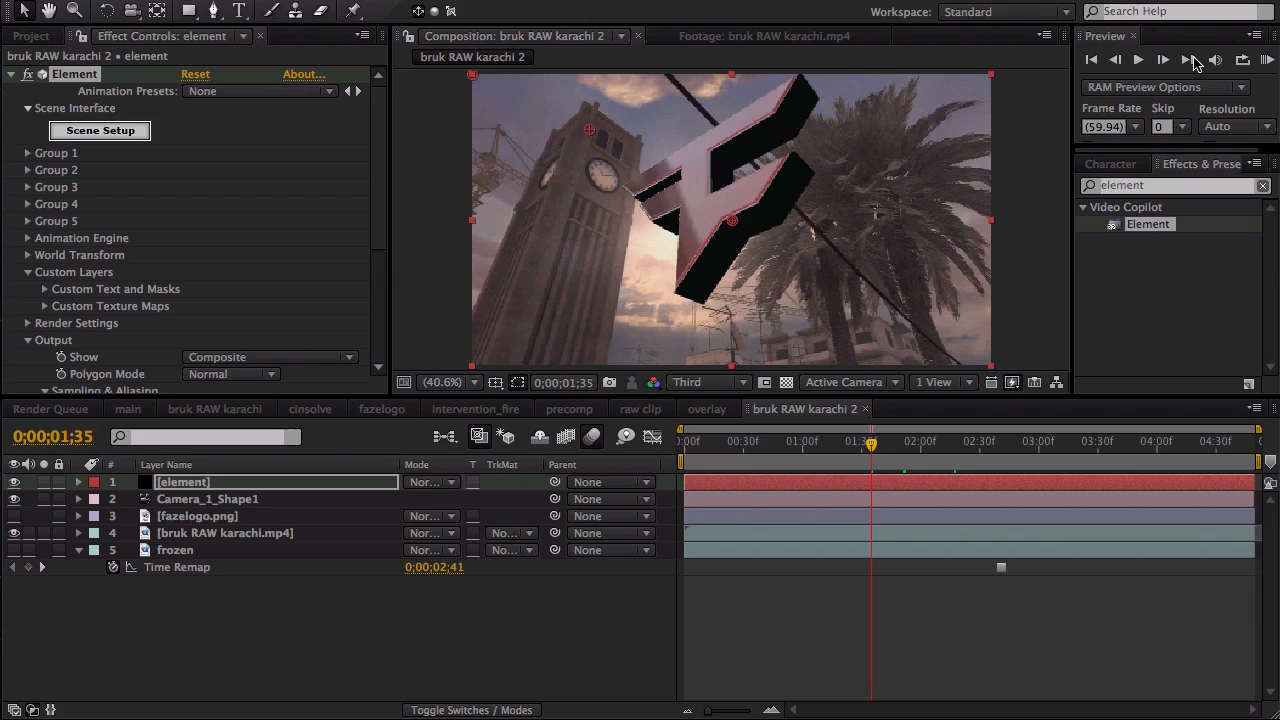 Workspace: Standard Search Help
Project Effect Controls: element Composition: bruk RAW karachi 2 Footage: bruk RAW karachi.mp4 Preview
bruk RAW karachi 2 • element bruk RAW karachi 2
fx Element Reset About...
Animation Presets: None
Scene Interface
Scene Setup
Group 1
Group 2
Group 3
Group 4
Group 5
Animation Engine
World Transform
Custom Layers
Custom Text and Masks
Custom Texture Maps
Render Settings
Output
Show Composite
Polygon Mode Normal
Sampling & Aliasing
RAM Preview Options
Frame Rate Skip Resolution
(59.94) 0 Auto
Character Effects & Prese
element
Video Copilot
Element
(40.6%) 0;00;01;35 Third Active Camera 1 View
Render Queue main bruk RAW karachi cinsolve fazelogo intervention_fire precomp raw clip overlay bruk RAW karachi 2
0;00;01;35
:00f 00:30f 01:00f 01:30f 02:00f 02:30f 03:00f 03:30f 04:00f 04:30f
# Layer Name Mode T TrkMat Parent
1 [element] Nor... None
2 Camera_1_Shape1 None
3 [fazelogo.png] Nor... None
4 [bruk RAW karachi.mp4] Nor... No... None
5 frozen Nor... No... None
Time Remap 0;00;02;41
Toggle Switches / Modes